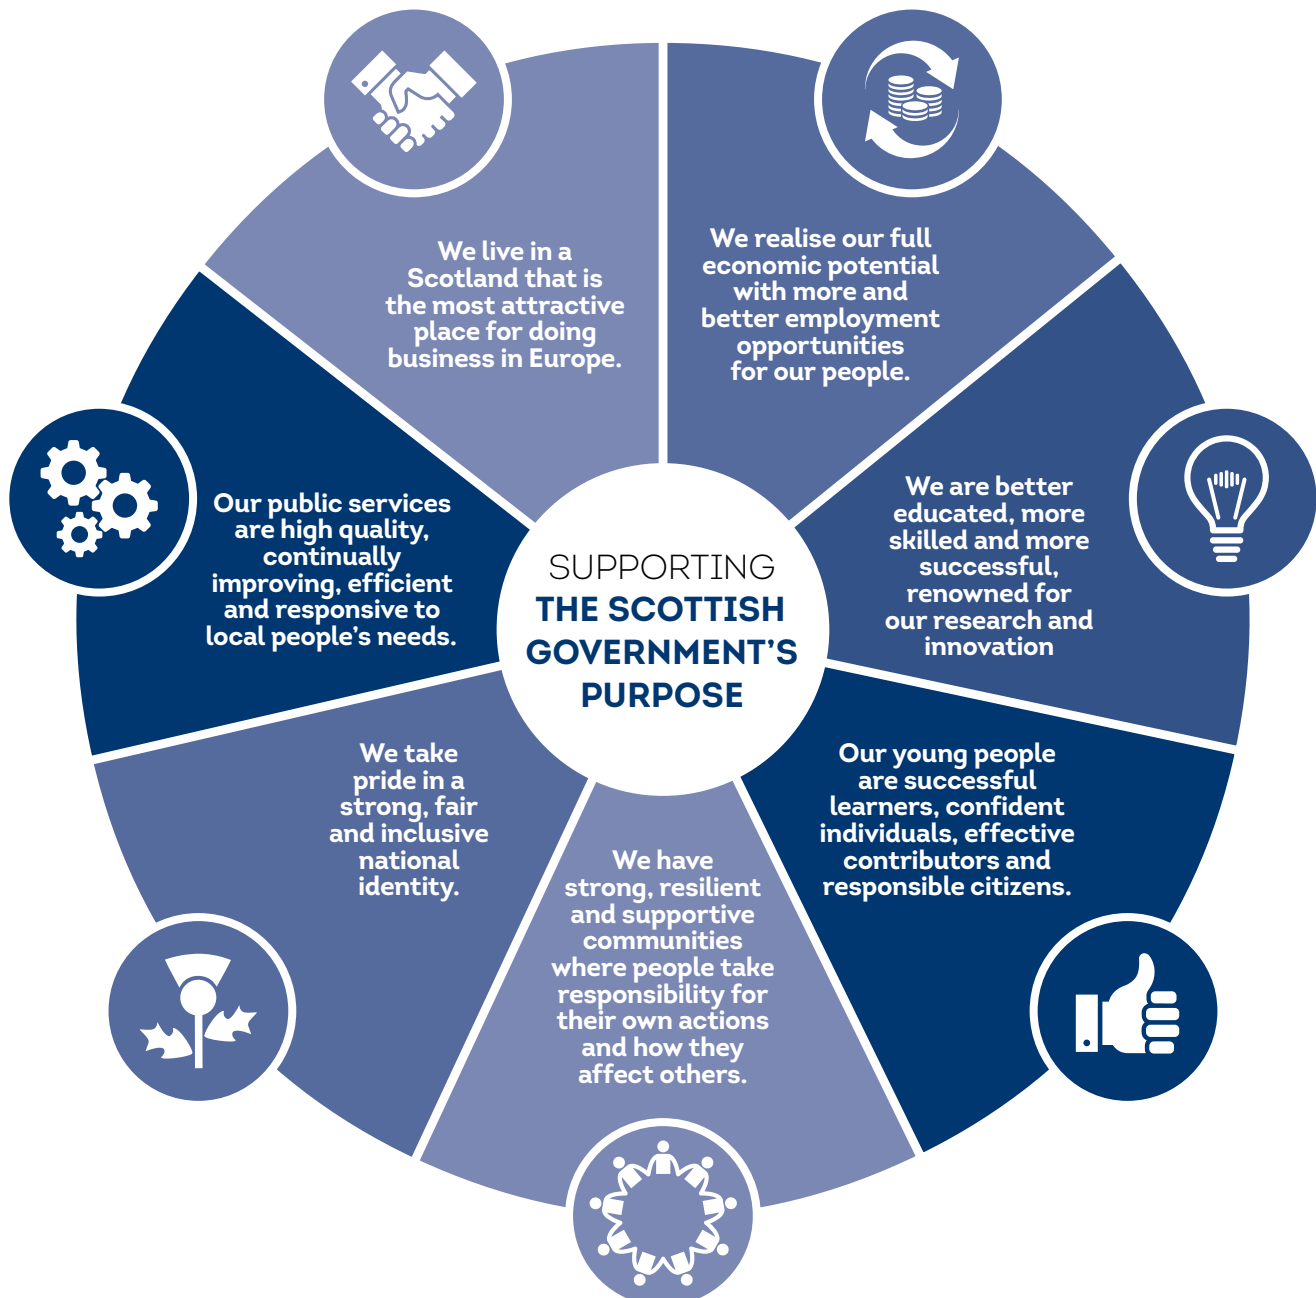 We live in a
Scotland that is
the most attractive
place for doing
business in Europe.
We realise our full
economic potential
with more and
better employment
opportunities
for our people.
We are better
educated, more
skilled and more
successful,
renowned for
our research and
innovation
Our young people
are successful
learners, confident
individuals, effective
contributors and
responsible citizens.
We have
strong, resilient
and supportive
communities
where people take
responsibility for
their own actions
and how they
affect others.
We take
pride in a
strong, fair
and inclusive
national
identity.
Our public services
are high quality,
continually
improving, efficient
and responsive to
local people's needs.
SUPPORTING
THE SCOTTISH
GOVERNMENT'S
PURPOSE